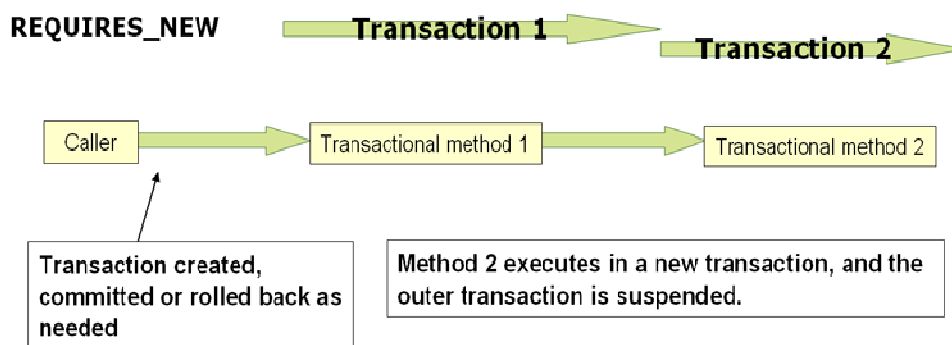 REQUIRES_NEW
Transaction 1
Transaction 2
Caller
Transactional method 1
Transactional method 2
Transaction created,
committed or rolled back as
needed
Method 2 executes in a new transaction, and the
outer transaction is suspended.